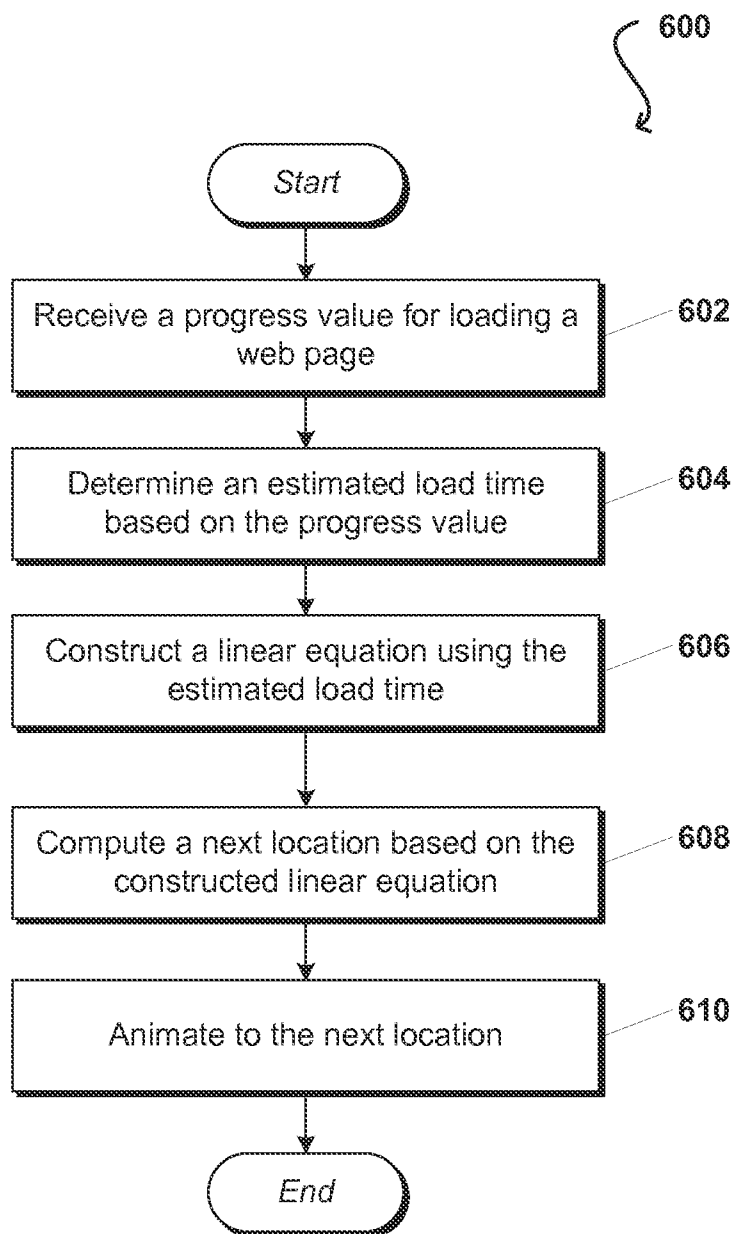 600
Start
Receive a progress value for loading a
web page
602
Determine an estimated load time
based on the progress value
604
Construct a linear equation using the
estimated load time
606
Compute a next location based on the
constructed linear equation
608
Animate to the next location
610
End